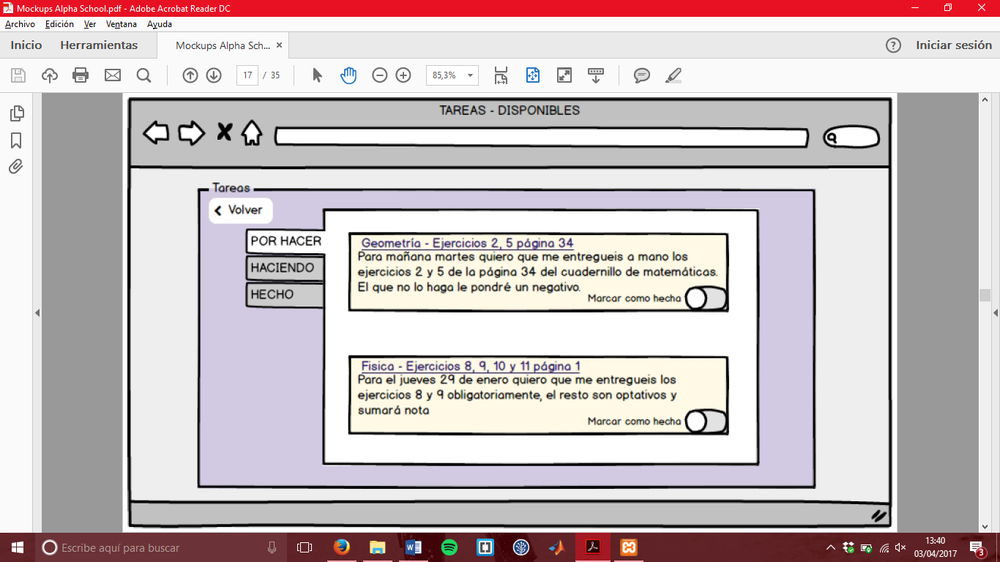 Mockups Alpha School.pdf - Adobe Acrobat Reader DC
Archivo Edición Ver Ventana Ayuda
Inicio Herramientas Mockups Alpha Sch... × Iniciar sesión
17 / 35 85,3%
TAREAS - DISPONIBLES
Tareas
Volver
POR HACER
HACIENDO
HECHO
Geometría - Ejercicios 2, 5 página 34
Para mañana martes quiero que me entregueis a mano los
ejercicios 2 y 5 de la página 34 del cuadernillo de matemáticas.
El que no lo haga le pondré un negativo.
Marcar como hecha
Fisica - Ejercicios 8, 9, 10 y 11 página 1
Para el jueves 29 de enero quiero que me entregueis los
ejercicios 8 y 9 obligatoriamente, el resto son optativos y
sumará nota
Marcar como hecha
Escribe aquí para buscar
13:40
03/04/2017
3